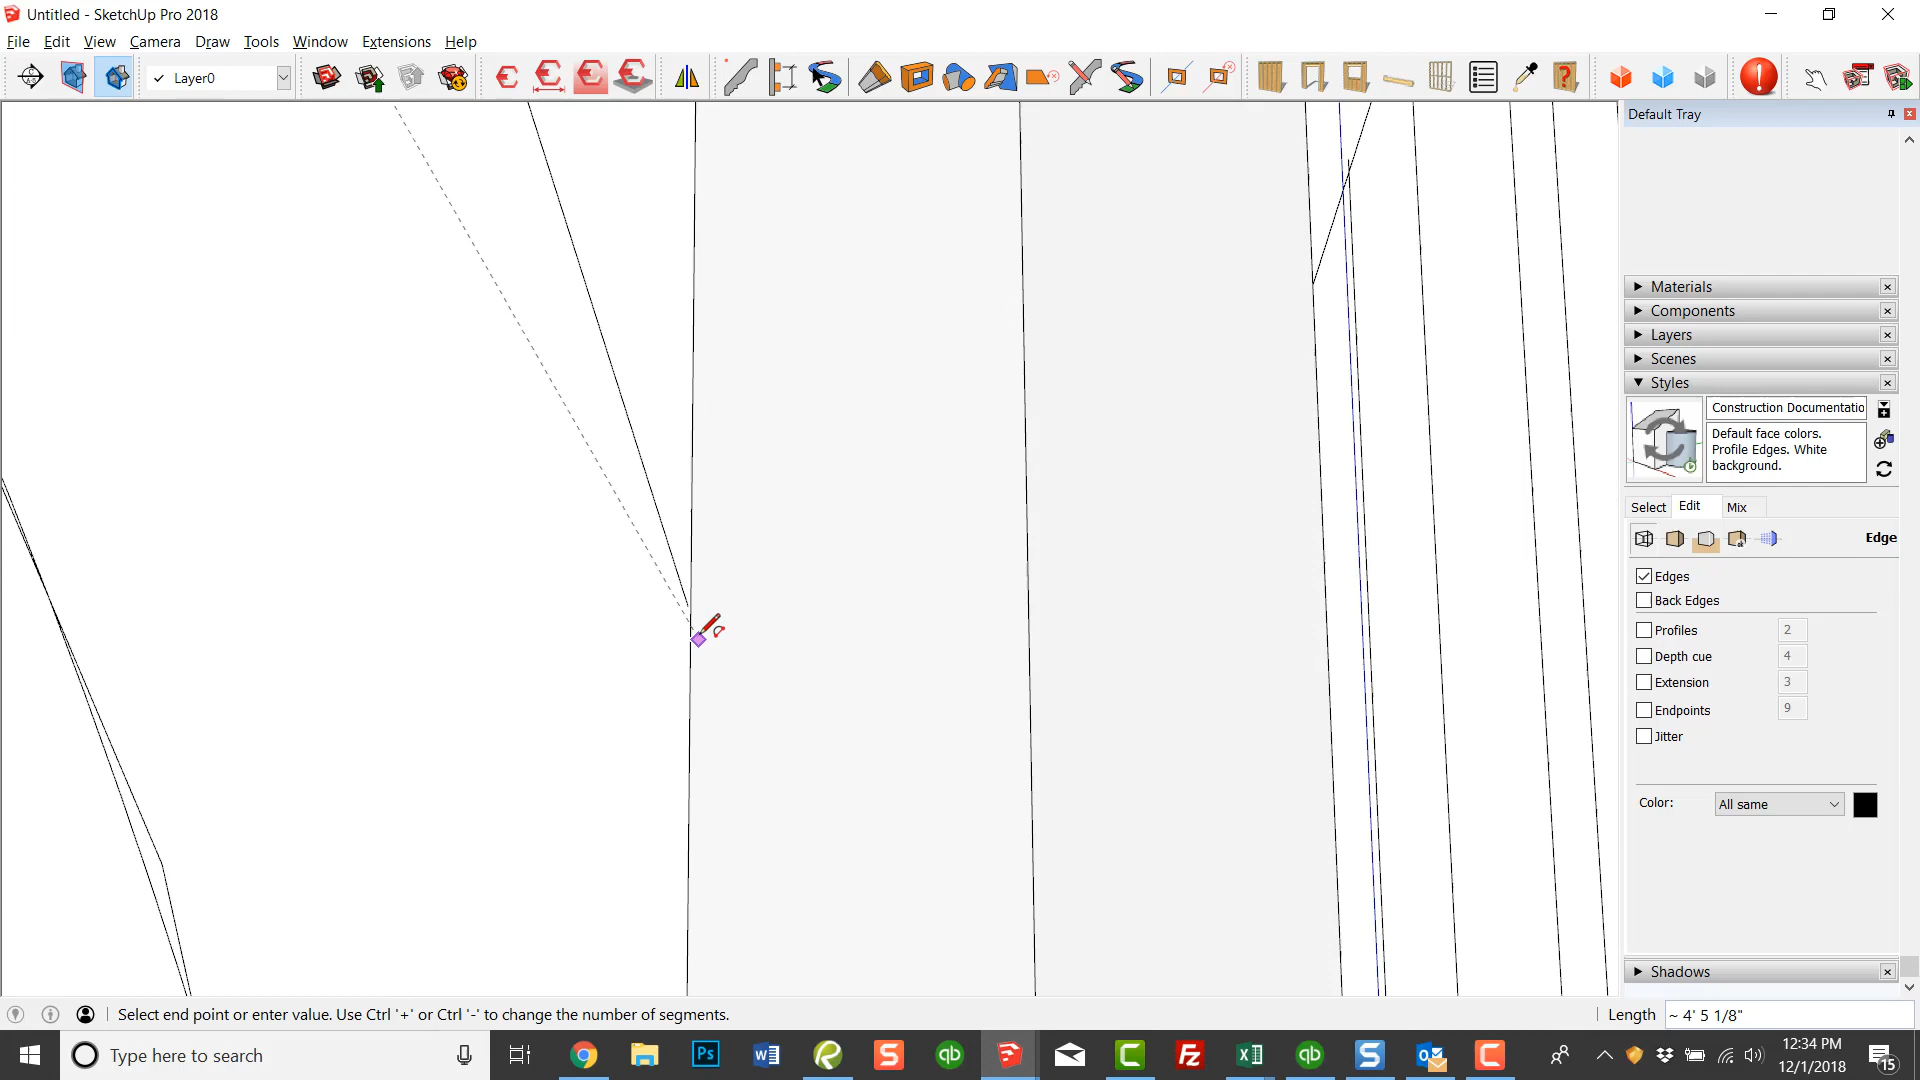 Untitled - SketchUp Pro 2018
File Edit View Camera Draw Tools Window Extensions Help
Layer0
Default Tray
Materials
Components
Layers
Scenes
Styles
Construction Documentatio
Default face colors.
Profile Edges. White
background.
Select Edit Mix
Edge
Edges
Back Edges
Profiles 2
Depth cue 4
Extension 3
Endpoints 9
Jitter
Color: All same
Shadows
Select end point or enter value. Use Ctrl '+' or Ctrl '-' to change the number of segments.
Length ~ 4' 5 1/8"
Type here to search
12:34 PM
12/1/2018
15